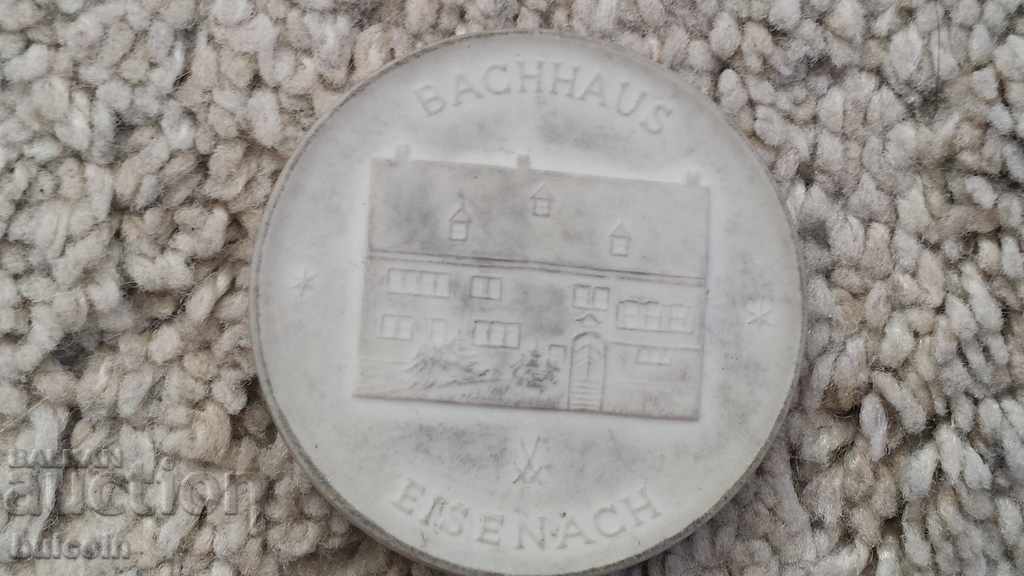 BACHHAUS
EISENACH
BALKAN
auction
bulcoin